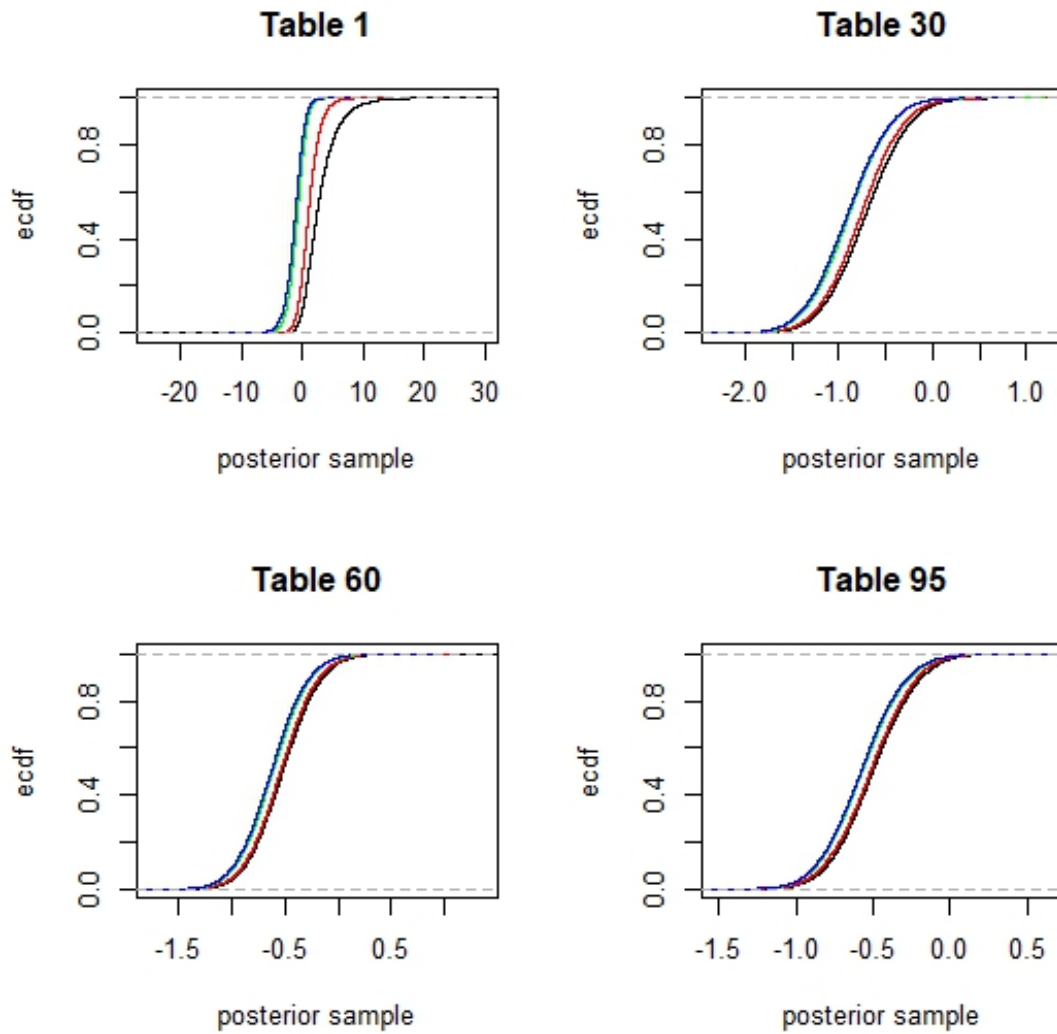 Table 1
ecdf
0.0 0.4 0.8
-20 -10 0 10 20 30
posterior sample
Table 30
ecdf
0.0 0.4 0.8
-2.0 -1.0 0.0 1.0
posterior sample
Table 60
ecdf
0.0 0.4 0.8
-1.5 -0.5 0.5
posterior sample
Table 95
ecdf
0.0 0.4 0.8
-1.5 -1.0 -0.5 0.0 0.5
posterior sample